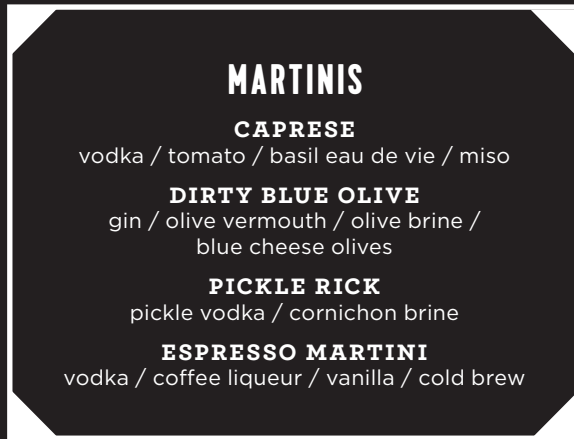 MARTINIS
CAPRESE
vodka / tomato / basil eau de vie / miso
DIRTY BLUE OLIVE
gin / olive vermouth / olive brine /
blue cheese olives
PICKLE RICK
pickle vodka / cornichon brine
ESPRESSO MARTINI
vodka / coffee liqueur / vanilla / cold brew